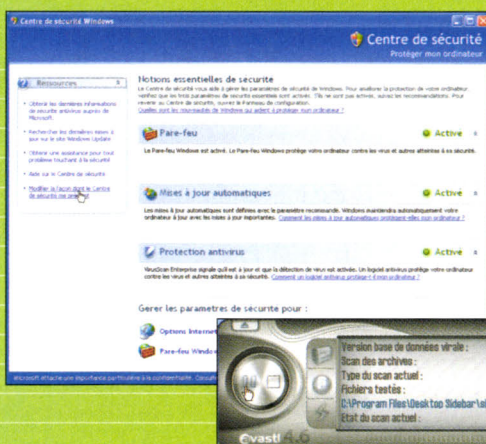 Centre de sécurité Windows
Centre de sécurité
Protéger mon ordinateur
Ressources
• Obtenir les dernières informations
de sécurité antivirus auprès de
Microsoft.
• Rechercher les dernières mises à
jour sur le site Windows Update
• Obtenir une assistance pour tout
problème touchant à la sécurité
• Aide sur le Centre de sécurité
• Modifier la façon dont le Centre
de sécurité me prévient
Notions essentielles de securite
Le Centre de sécurité vous aide à gérer les paramètres de sécurité de Windows. Pour améliorer la protection de votre ordinateur
vérifiez que les trois paramètres de sécurité essentiels sont activés. S'ils ne sont pas activés, suivez les recommandations. Pour
revenir au Centre de sécurité, ouvrez le Panneau de configuration.
Quelles sont les nouveautés de Windows qui aident à protéger mon ordinateur ?
Pare-feu
Activé
Le Pare-feu Windows est activé. Le Pare-feu Windows protège votre ordinateur contre les virus et autres atteintes à sa sécurité.
Mises à jour automatiques
Activé
Les mises à jour automatiques sont définies avec le paramètre recommandé. Windows maintiendra automatiquement votre
ordinateur à jour avec les mises à jour importantes. Comment les mises à jour automatiques protègent-elles mon ordinateur ?
Protection antivirus
Activé
VirusScan Enterprise signale qu'il est à jour et que la détection de virus est activée. Un logiciel antivirus protège votre ordinateur
contre les virus et autres atteintes à sa sécurité. Comment un logiciel antivirus protège-t-il mon ordinateur ?
Gerer les parametres de securite pour :
Options Internet
Pare-feu Windo
Microsoft attache une importance particulière à la confidentialité. Consult
Version base de données virale :
Scan des archives :
Type du scan actuel :
Fichiers testés :
C:\Program Files\Desktop Sidebar\si
Etat du scan actuel :
avast! 4.6